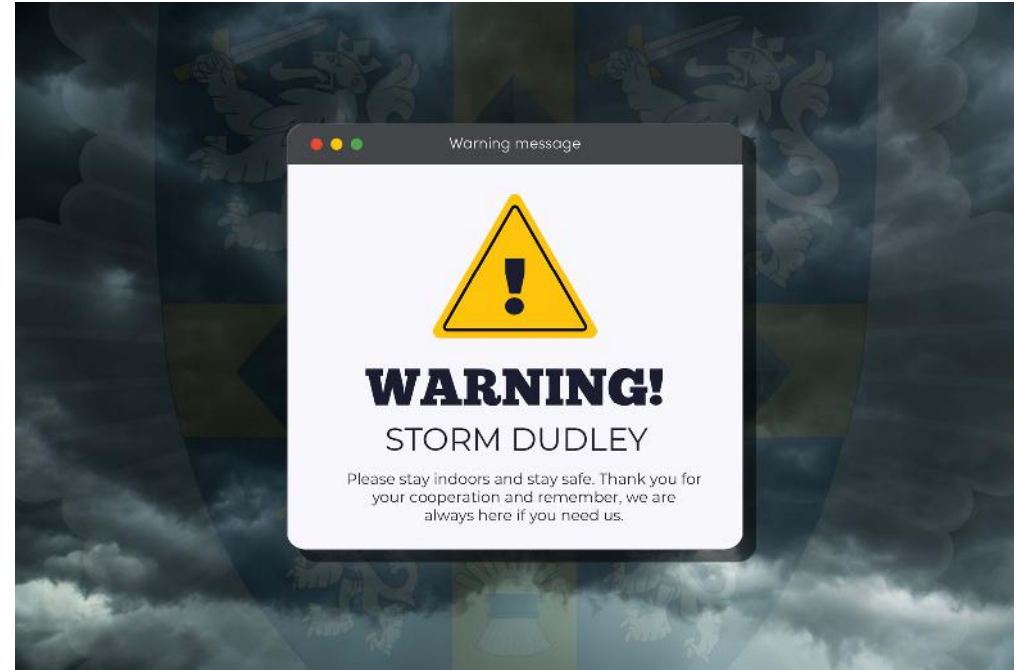 Warning message
WARNING!
STORM DUDLEY
Please stay indoors and stay safe. Thank you for
your cooperation and remember, we are
always here if you need us.